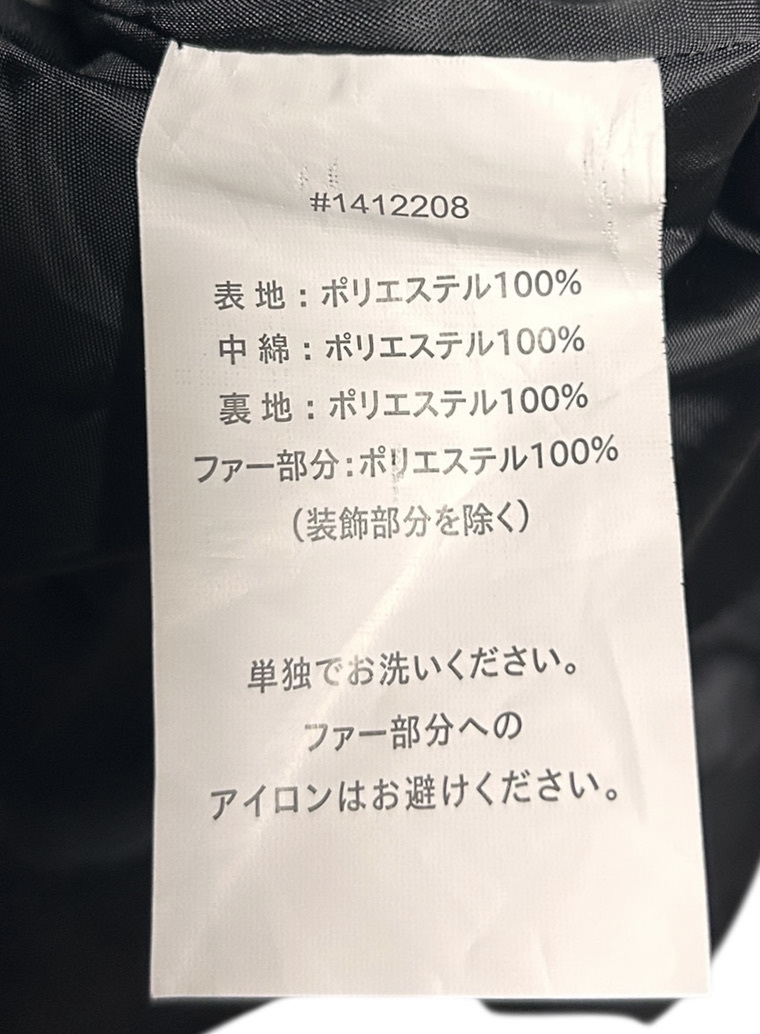 #1412208
表地：ポリエステル100%
中綿：ポリエステル100%
裏地：ポリエステル100%
ファー部分：ポリエステル100%
（装飾部分を除く）
単独でお洗いください。
ファー部分への
アイロンはお避けください。